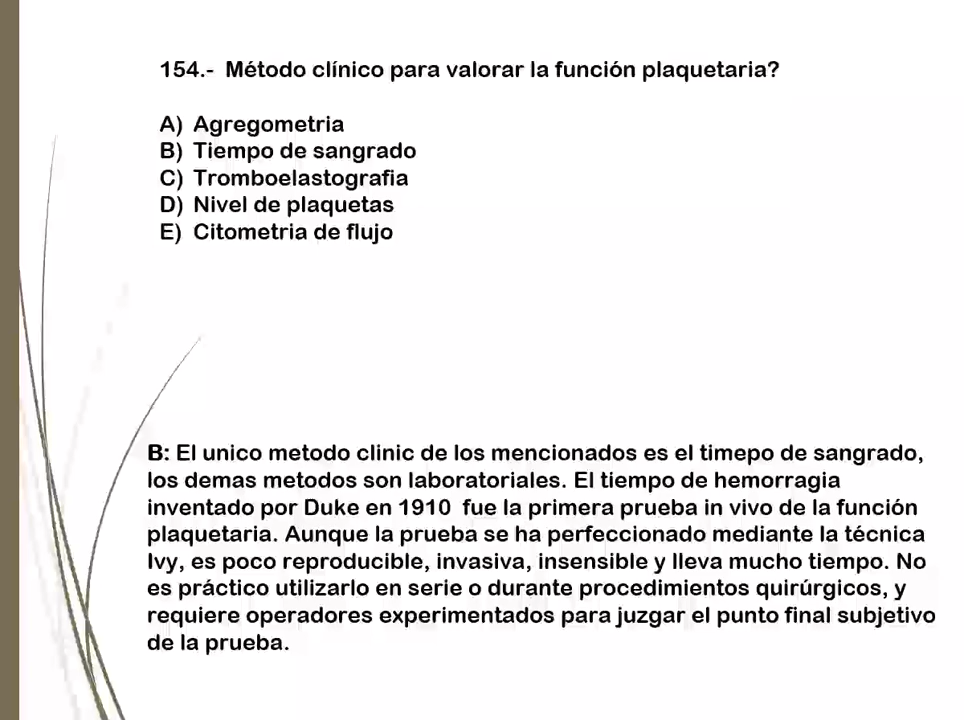 154.- Método clínico para valorar la función plaquetaria?
A) Agregometria
B) Tiempo de sangrado
C) Tromboelastografia
D) Nivel de plaquetas
E) Citometria de flujo
B: El unico metodo clinic de los mencionados es el timepo de sangrado,
los demas metodos son laboratoriales. El tiempo de hemorragia
inventado por Duke en 1910 fue la primera prueba in vivo de la función
plaquetaria. Aunque la prueba se ha perfeccionado mediante la técnica
Ivy, es poco reproducible, invasiva, insensible y lleva mucho tiempo. No
es práctico utilizarlo en serie o durante procedimientos quirúrgicos, y
requiere operadores experimentados para juzgar el punto final subjetivo
de la prueba.